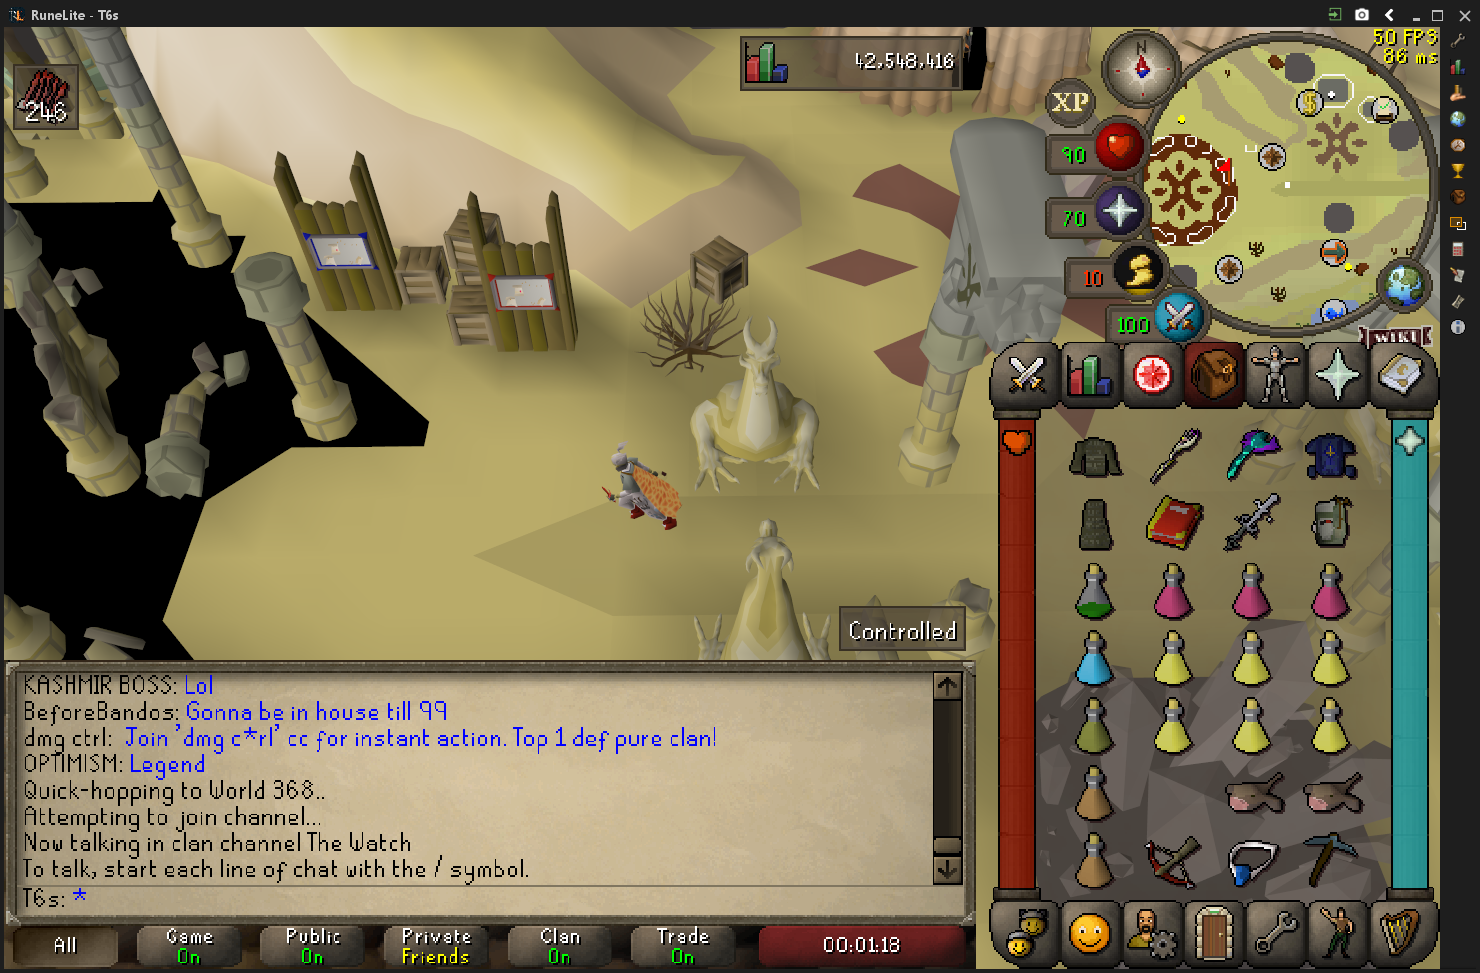 RuneLite - T6s
246
42,548,416
50 FPS
86 ms
N
XP
90
70
10
100
WIKI
Controlled
KASHMIR BOSS: Lol
BeforeBandos: Gonna be in house till 99
dmg ctrl: Join 'dmg c*rl' cc for instant action. Top 1 def pure clan!
OPTIMISM: Legend
Quick-hopping to World 368..
Attempting to join channel...
Now talking in clan channel The Watch
To talk, start each line of chat with the / symbol.
T6s: *
All
Game
On
Public
On
Private
Friends
Clan
On
Trade
On
00:01:18